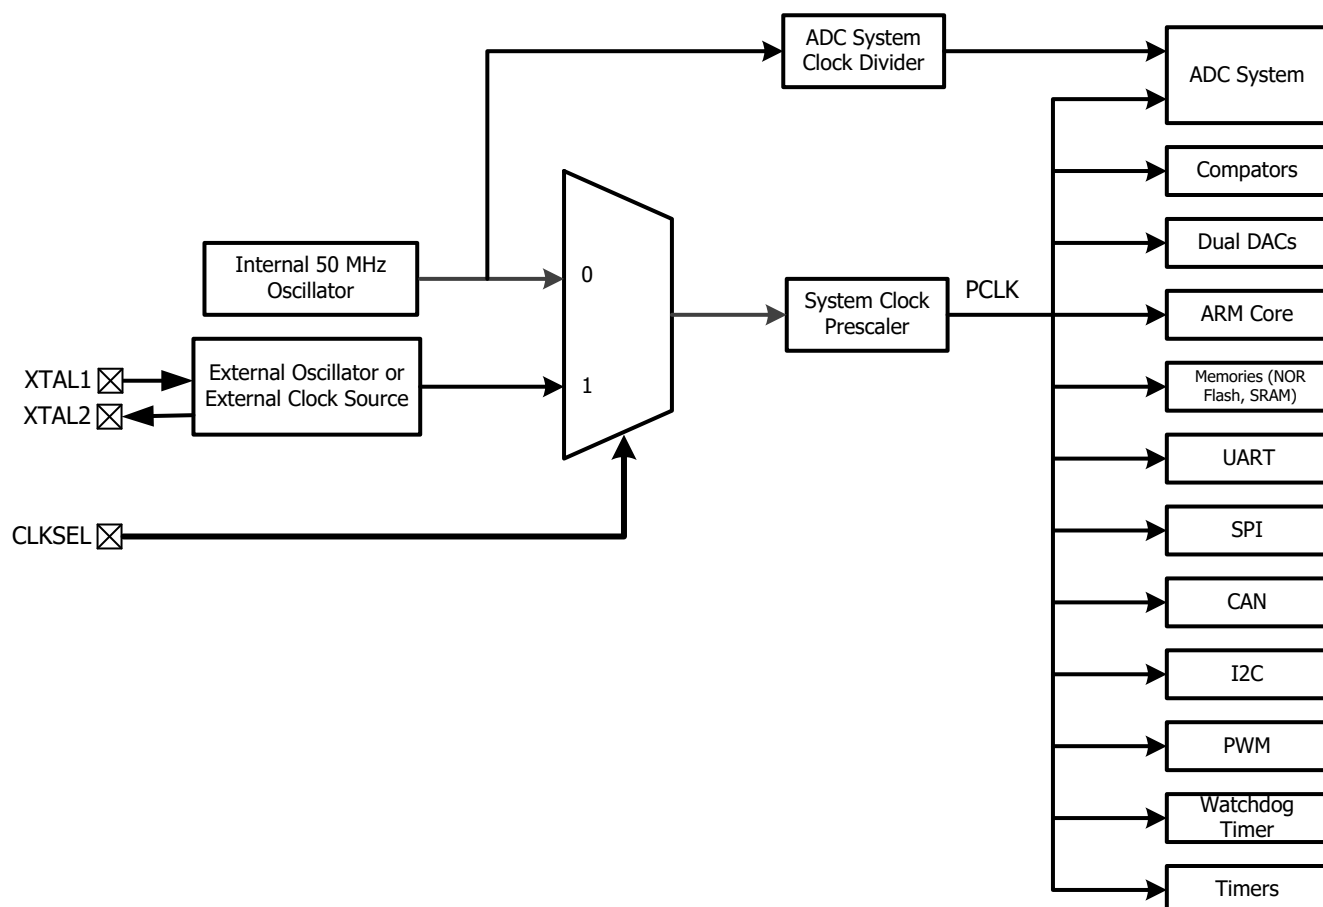 ADC System
Clock Divider
ADC System
Compators
Internal 50 MHz
Oscillator
0
Dual DACs
System Clock
Prescaler
PCLK
ARM Core
XTAL1
XTAL2
External Oscillator or
External Clock Source
1
Memories (NOR
Flash, SRAM)
UART
CLKSEL
SPI
CAN
I2C
PWM
Watchdog
Timer
Timers